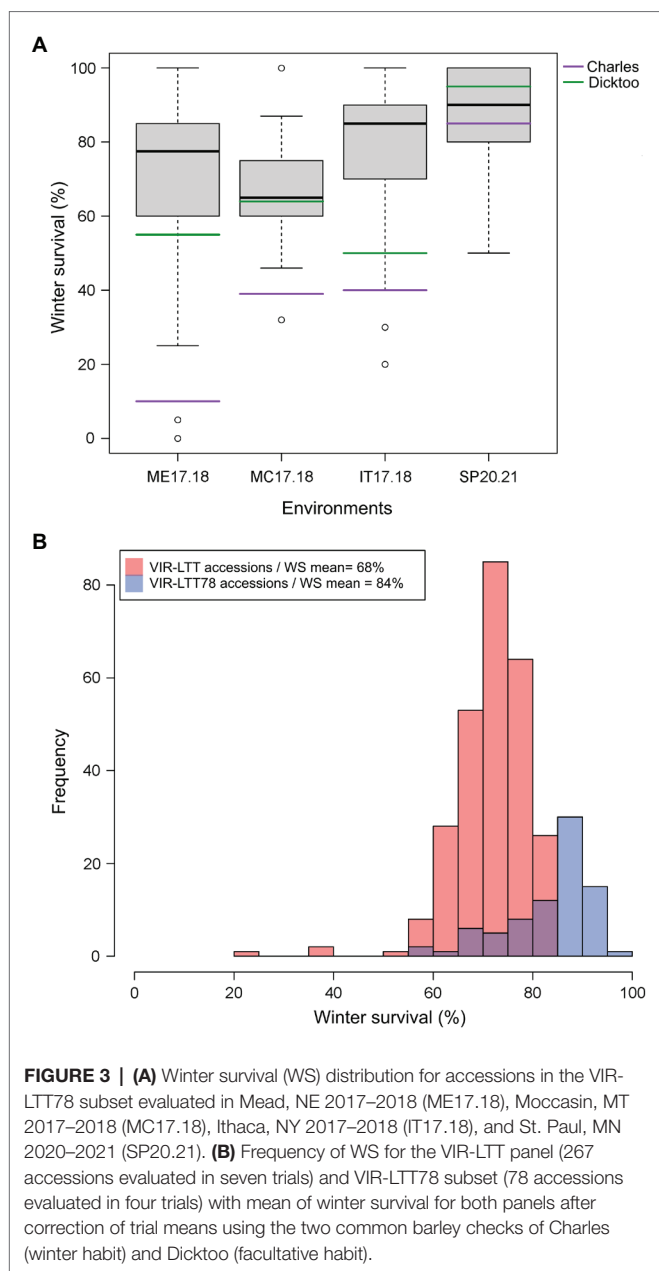 A
Charles
Dicktoo
100
80
60
40
20
0
Winter survival (%)
ME17.18 MC17.18 IT17.18 SP20.21
Environments
B
VIR-LTT accessions / WS mean= 68%
VIR-LTT78 accessions / WS mean = 84%
80
60
40
20
0
Frequency
0 20 40 60 80 100
Winter survival (%)
FIGURE 3 | (A) Winter survival (WS) distribution for accessions in the VIR-
LTT78 subset evaluated in Mead, NE 2017–2018 (ME17.18), Moccasin, MT
2017–2018 (MC17.18), Ithaca, NY 2017–2018 (IT17.18), and St. Paul, MN
2020–2021 (SP20.21). (B) Frequency of WS for the VIR-LTT panel (267
accessions evaluated in seven trials) and VIR-LTT78 subset (78 accessions
evaluated in four trials) with mean of winter survival for both panels after
correction of trial means using the two common barley checks of Charles
(winter habit) and Dicktoo (facultative habit).